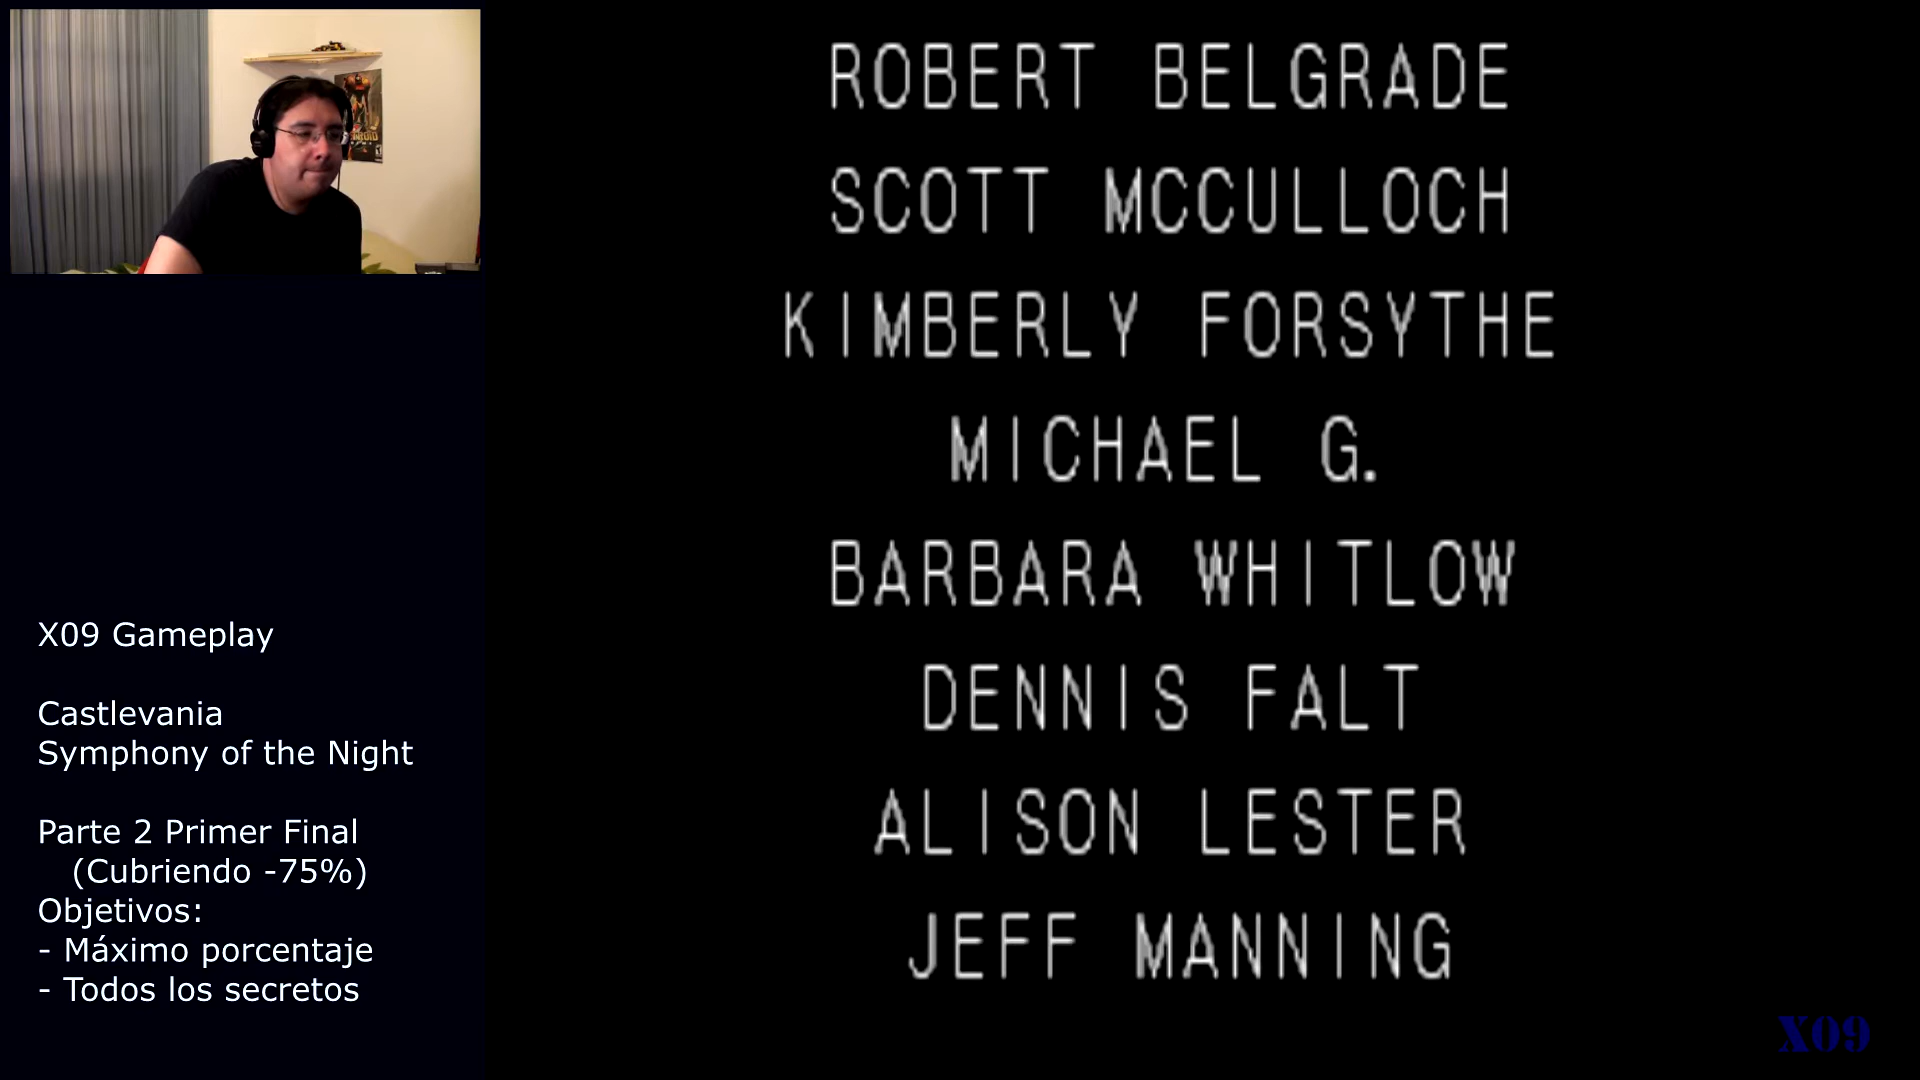 ROBERT BELGRADE
SCOTT MCCULLOCH
KIMBERLY FORSYTHE
MICHAEL G.
BARBARA WHITLOW
DENNIS FALT
ALISON LESTER
JEFF MANNING
X09 Gameplay
Castlevania
Symphony of the Night
Parte 2 Primer Final
(Cubriendo -75%)
Objetivos:
- Máximo porcentaje
- Todos los secretos
X09